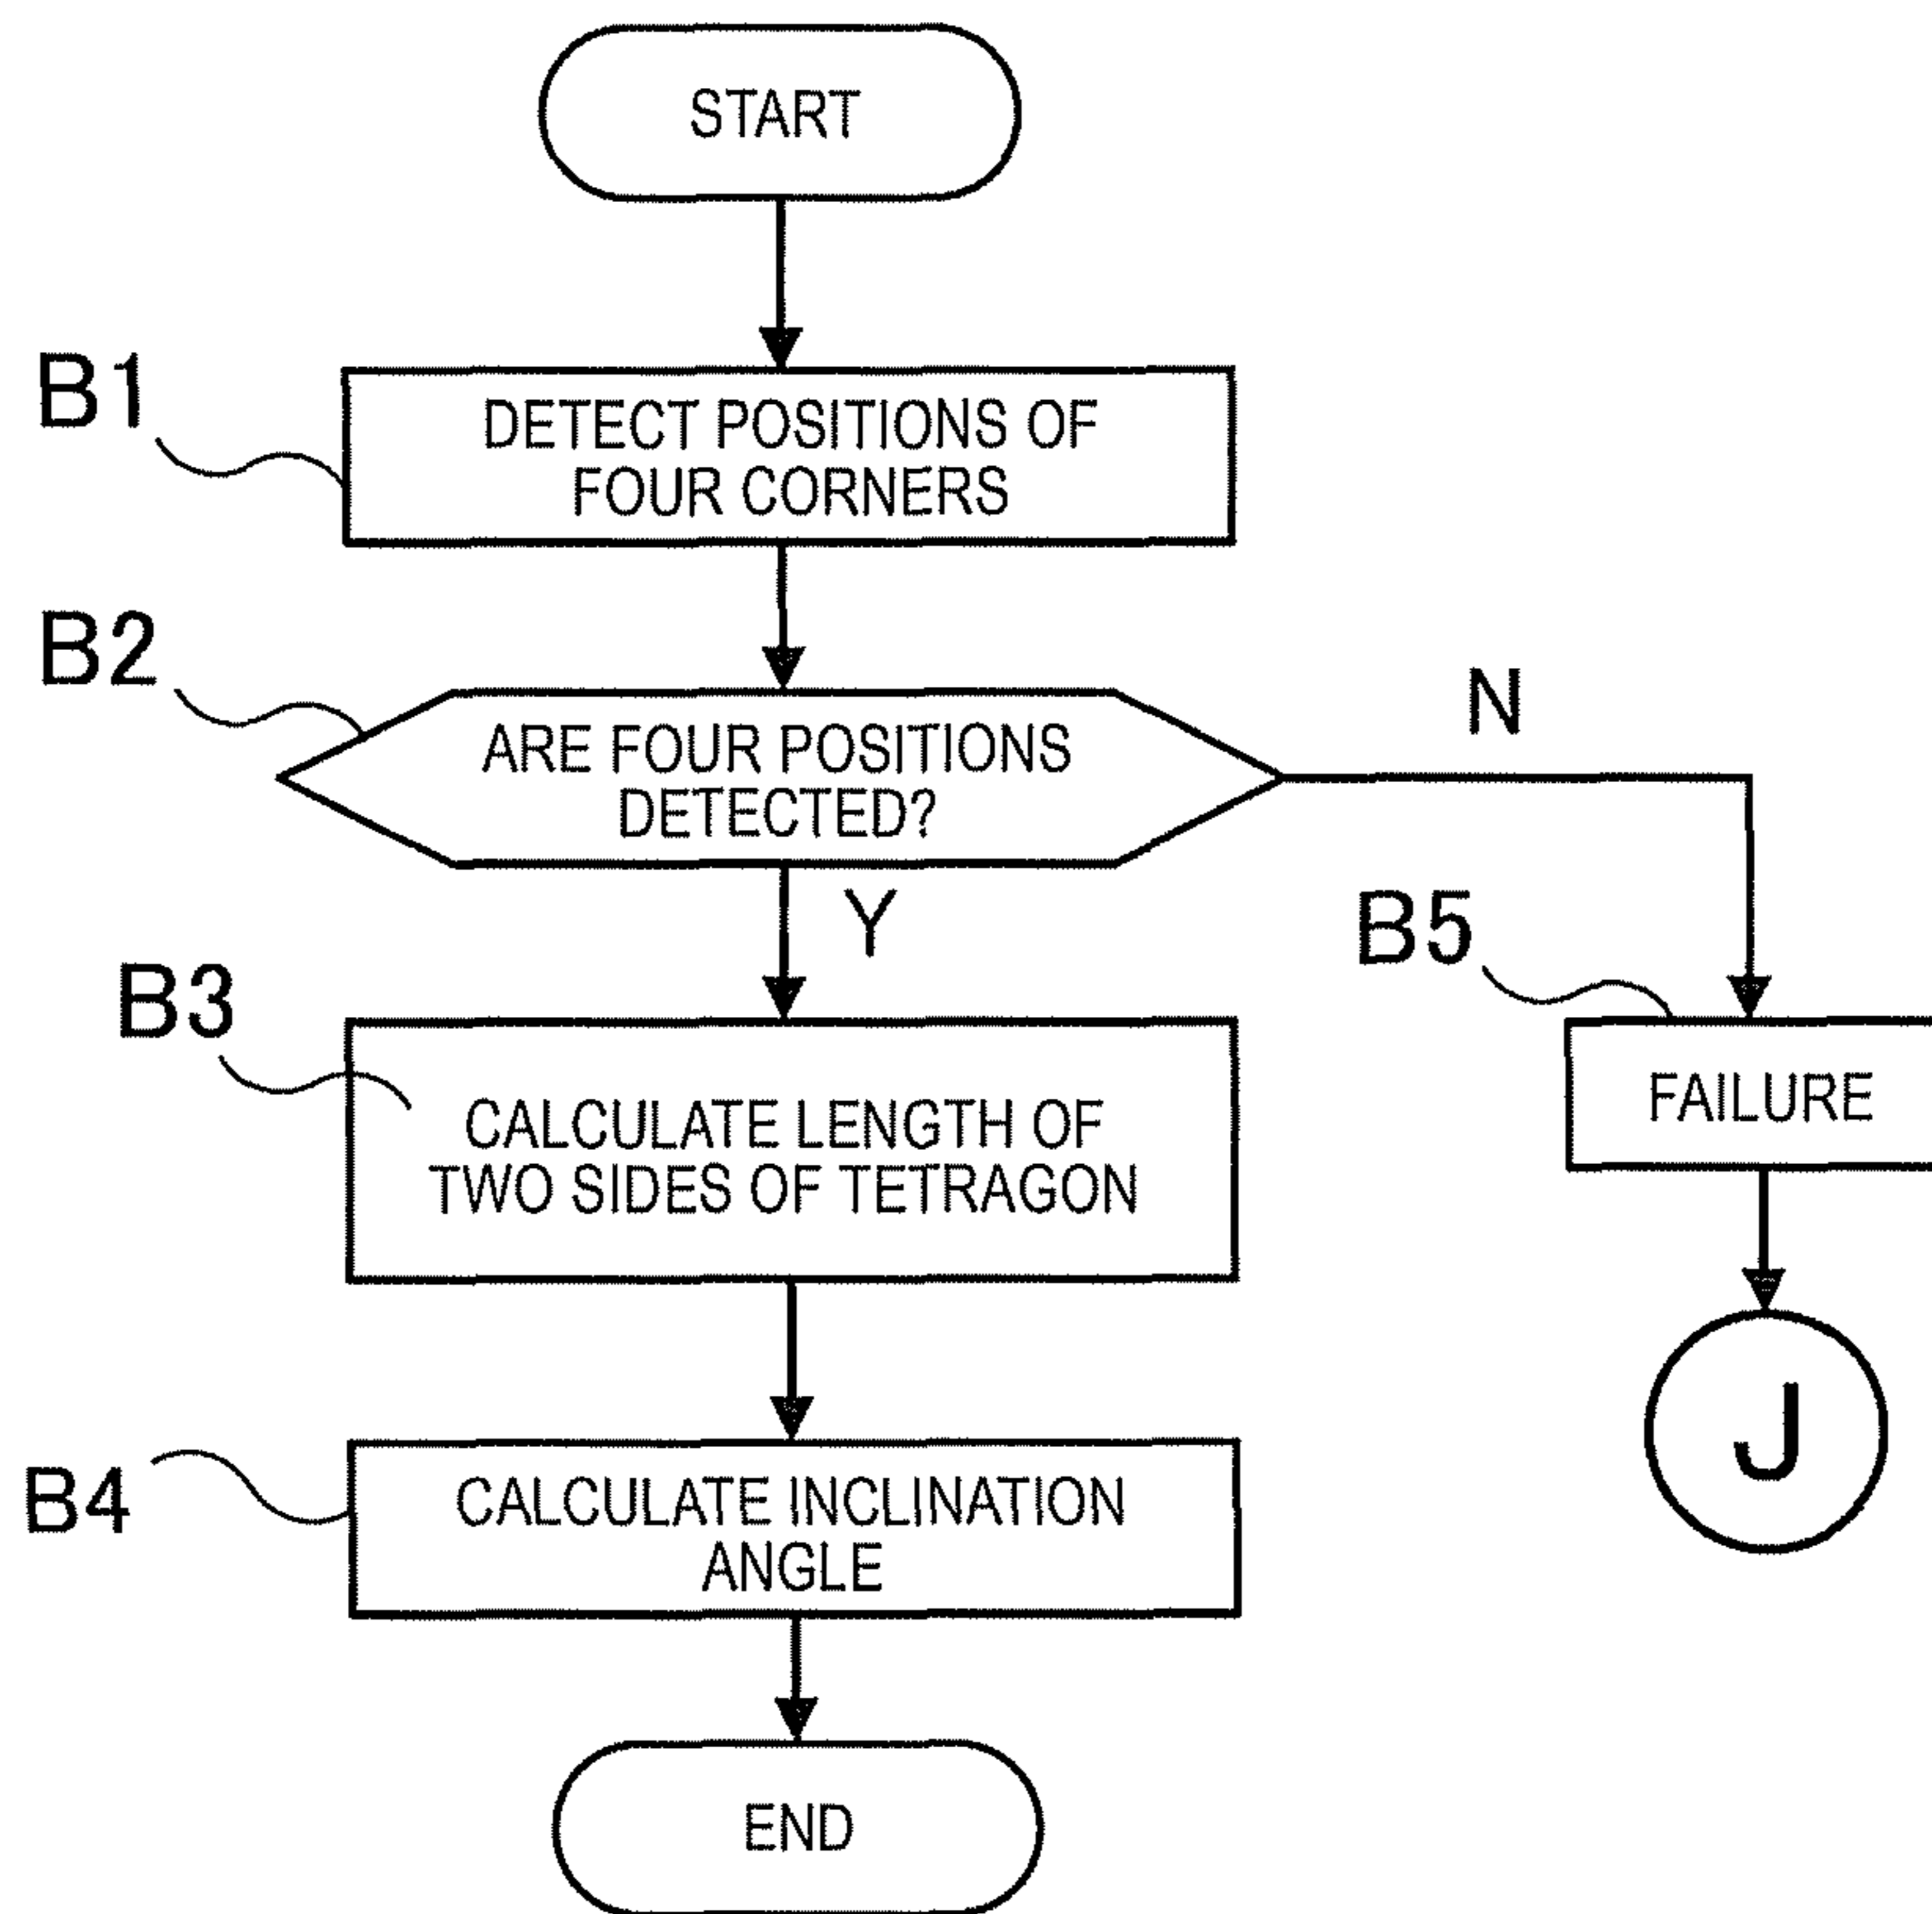 START
B1
DETECT POSITIONS OF
FOUR CORNERS
B2
ARE FOUR POSITIONS
DETECTED?
N
Y
B3
CALCULATE LENGTH OF
TWO SIDES OF TETRAGON
B5
FAILURE
J
B4
CALCULATE INCLINATION
ANGLE
END